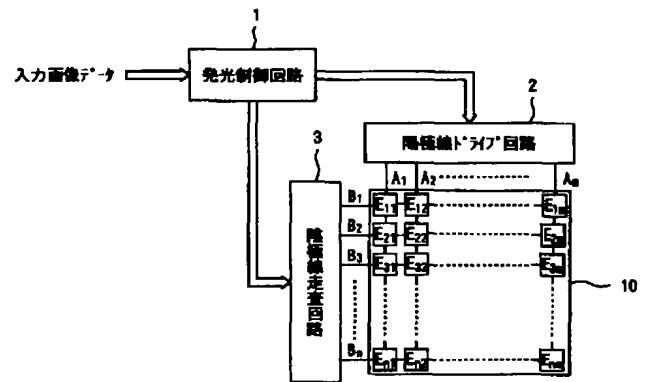 1
入力画像ﾃﾞｰﾀ
発光制御回路
2
陽極線ﾄﾞﾗｲﾌﾞ回路
3
陰極線走査回路
A₁ A₂ Aₘ
B₁ E₁₁ E₁₂ E₁ₘ
B₂ E₂₁ E₂₂ E₂ₘ
B₃ E₃₁ E₃₂ E₃ₘ
10
Bₙ Eₙ₁ Eₙ₂ Eₙₘ